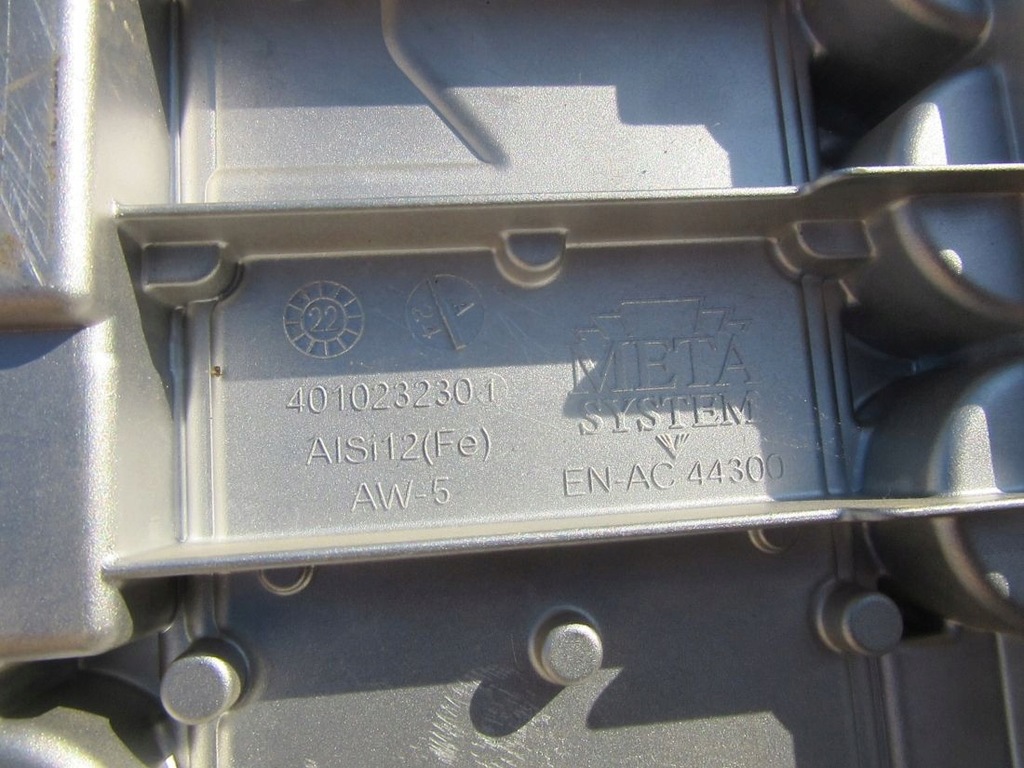 22
A
401023230.1
AlSi12(Fe)
AW-5
META
SYSTEM
EN-AC 44300